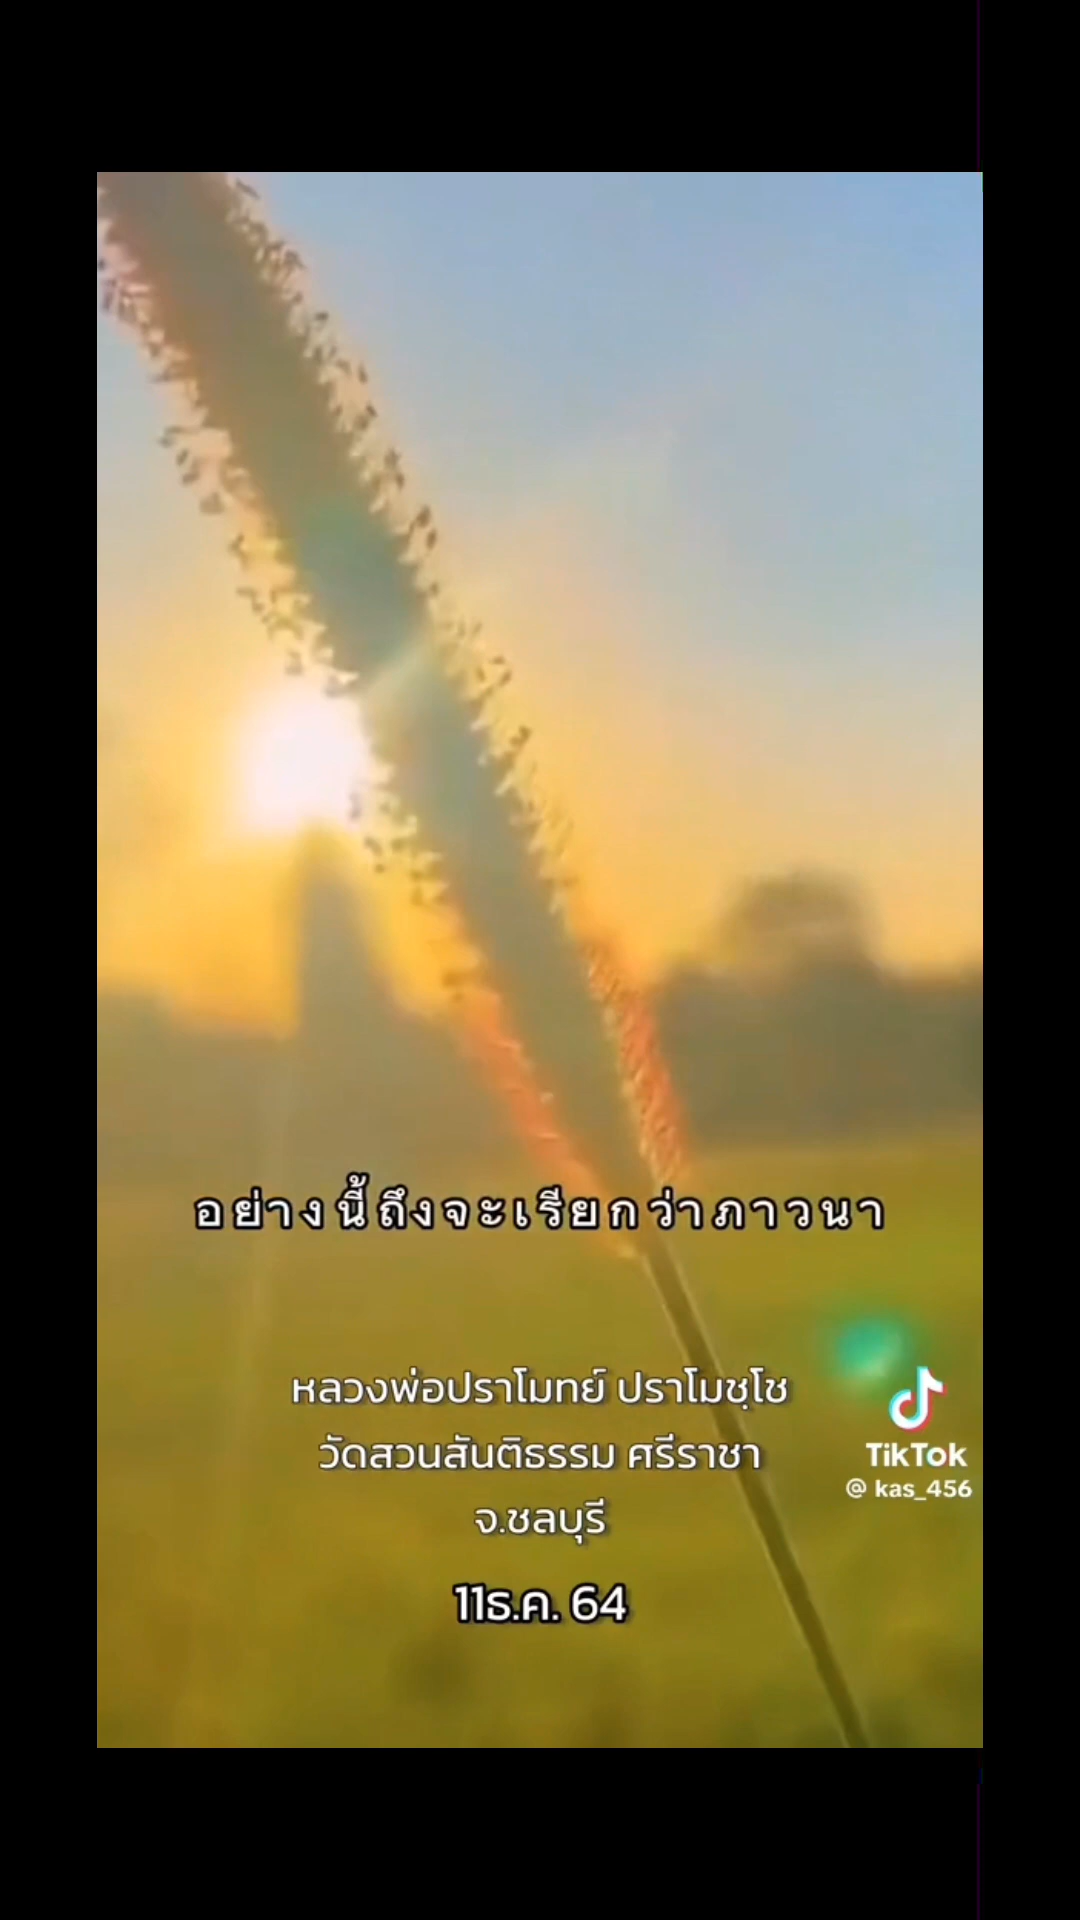 อย่างนี้ถึงจะเรียกว่าภาวนา
หลวงพ่อปราโมทย์ ปราโมชฺโช
วัดสวนสันติธรรม ศรีราชา
จ.ชลบุรี
11ธ.ค. 64
TikTok
@ kas_456